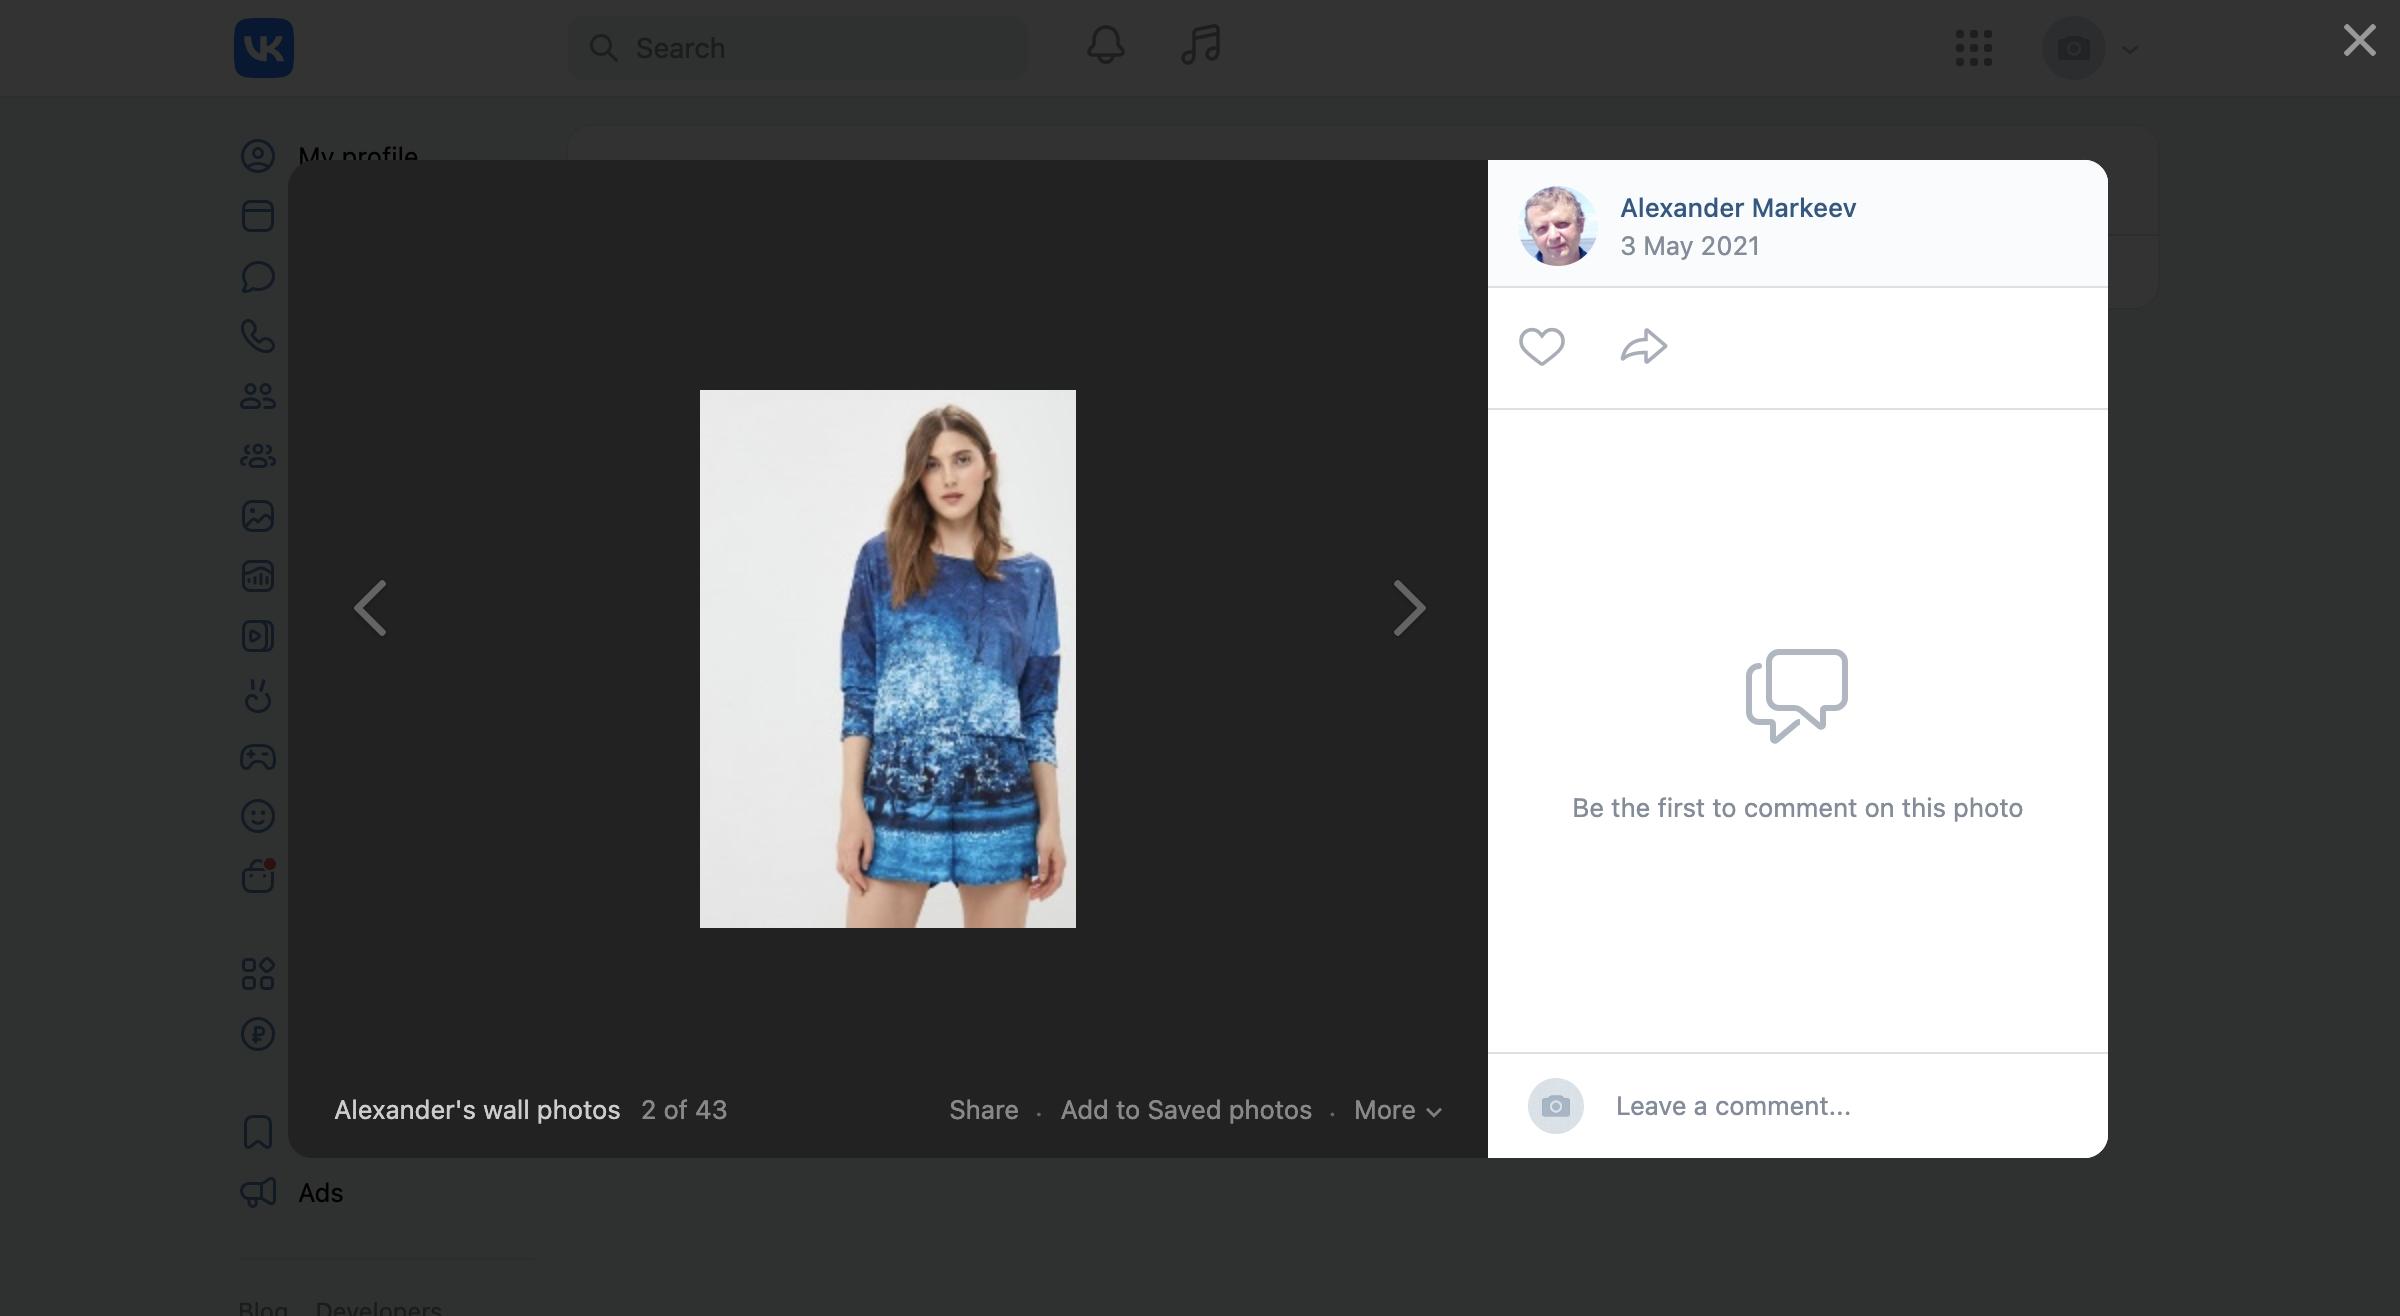 VK
Search
My profile
Alexander Markeev
3 May 2021
Be the first to comment on this photo
Alexander's wall photos 2 of 43
Share · Add to Saved photos · More
Leave a comment...
Ads
Blog Developers